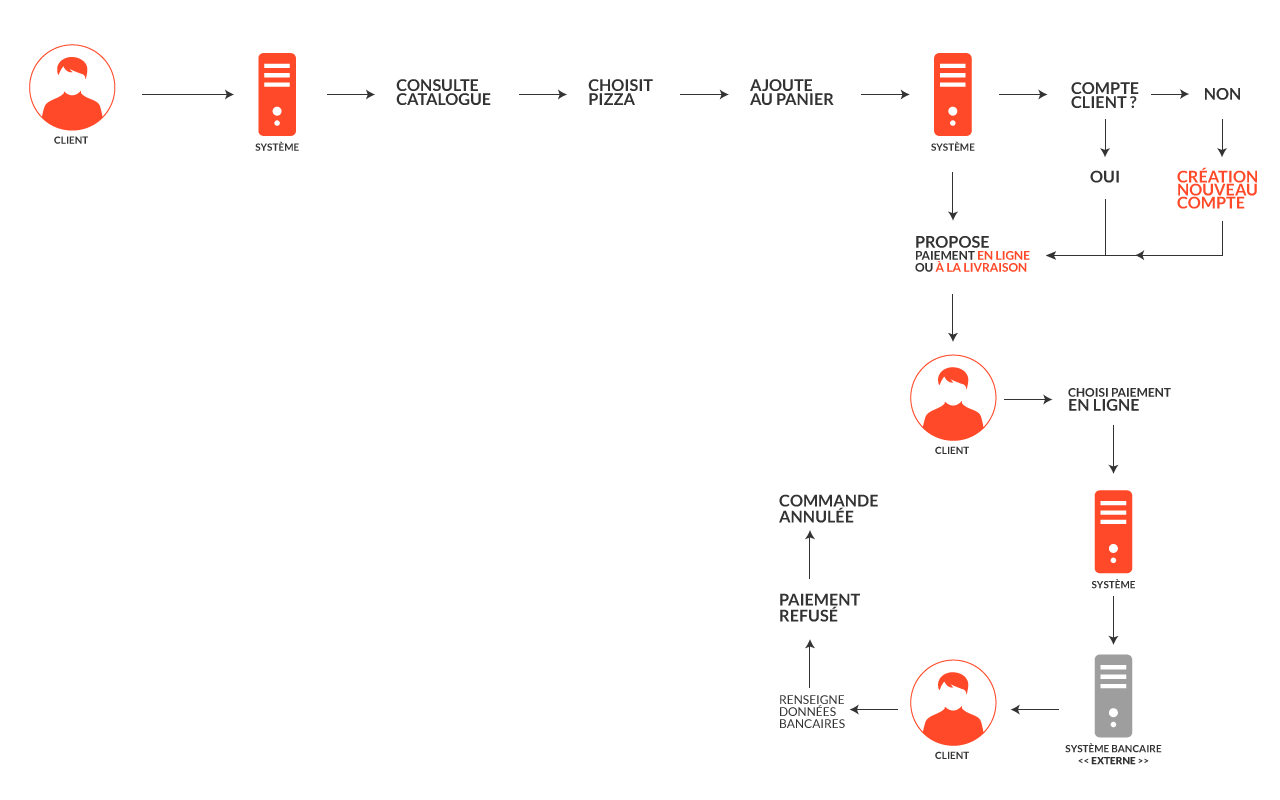 CLIENT
SYSTÈME
CONSULTE
CATALOGUE
CHOISIT
PIZZA
AJOUTE
AU PANIER
SYSTÈME
COMPTE
CLIENT ?
NON
OUI
CRÉATION
NOUVEAU
COMPTE
PROPOSE
PAIEMENT EN LIGNE
OU À LA LIVRAISON
CLIENT
CHOISI PAIEMENT
EN LIGNE
SYSTÈME
SYSTÈME BANCAIRE
<< EXTERNE >>
CLIENT
RENSEIGNE
DONNÉES
BANCAIRES
PAIEMENT
REFUSÉ
COMMANDE
ANNULÉE